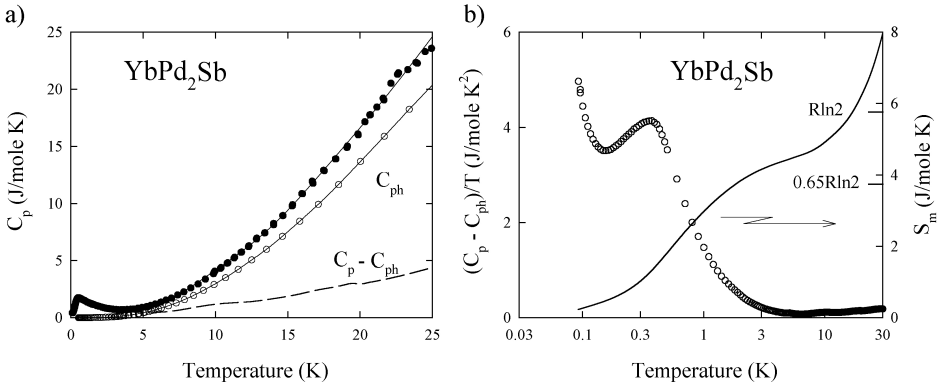 a)
YbPd₂Sb
C_p (J/mole K)
25
20
15
10
5
0
C_ph
C_p - C_ph
0 5 10 15 20 25
Temperature (K)
b)
YbPd₂Sb
(C_p - C_ph)/T (J/mole K²)
6
4
2
0
Rln2
0.65Rln2
8
6
4
2
0
S_m (J/mole K)
0.03 0.1 0.3 1 3 10 30
Temperature (K)